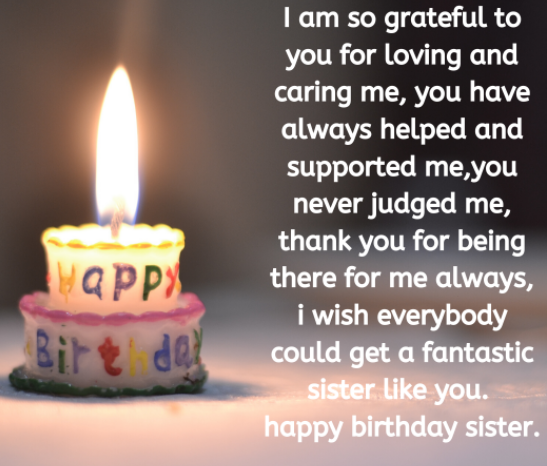 I am so grateful to
you for loving and
caring me, you have
always helped and
supported me,you
never judged me,
thank you for being
there for me always,
i wish everybody
could get a fantastic
sister like you.
happy birthday sister.
Happy
Birthday